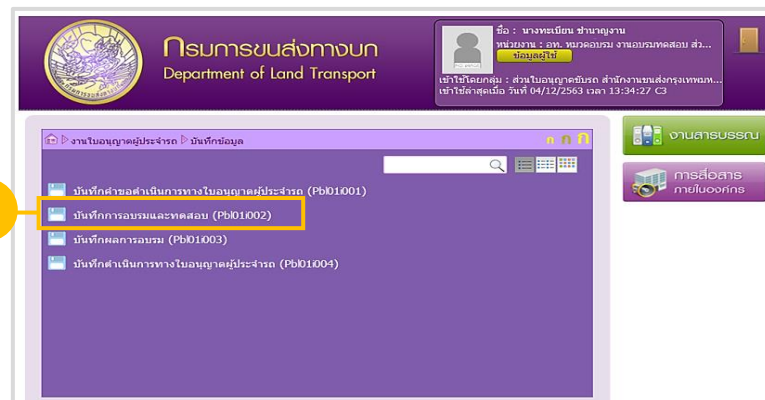 กรมการขนส่งทางบก
Department of Land Transport
ชื่อ : นางทะเบียน ชำนาญงาน
หน่วยงาน : อท. หมวดอบรม งานอบรมทดสอบ ส่ว...
ข้อมูลผู้ใช้
เข้าใช้โดยกลุ่ม : ส่วนใบอนุญาตขับรถ สำนักงานขนส่งกรุงเทพมห...
เข้าใช้ล่าสุดเมื่อ วันที่ 04/12/2563 เวลา 13:34:27 C3
งานใบอนุญาตผู้ประจำรถ บันทึกข้อมูล
ก ก ก
บันทึกคำขอดำเนินการทางใบอนุญาตผู้ประจำรถ (Pbl01i001)
บันทึกการอบรมและทดสอบ (Pbl01i002)
บันทึกผลการอบรม (Pbl01i003)
บันทึกดำเนินการทางใบอนุญาตผู้ประจำรถ (Pbl01i004)
งานสารบรรณ
การสื่อสาร
ภายในองค์กร